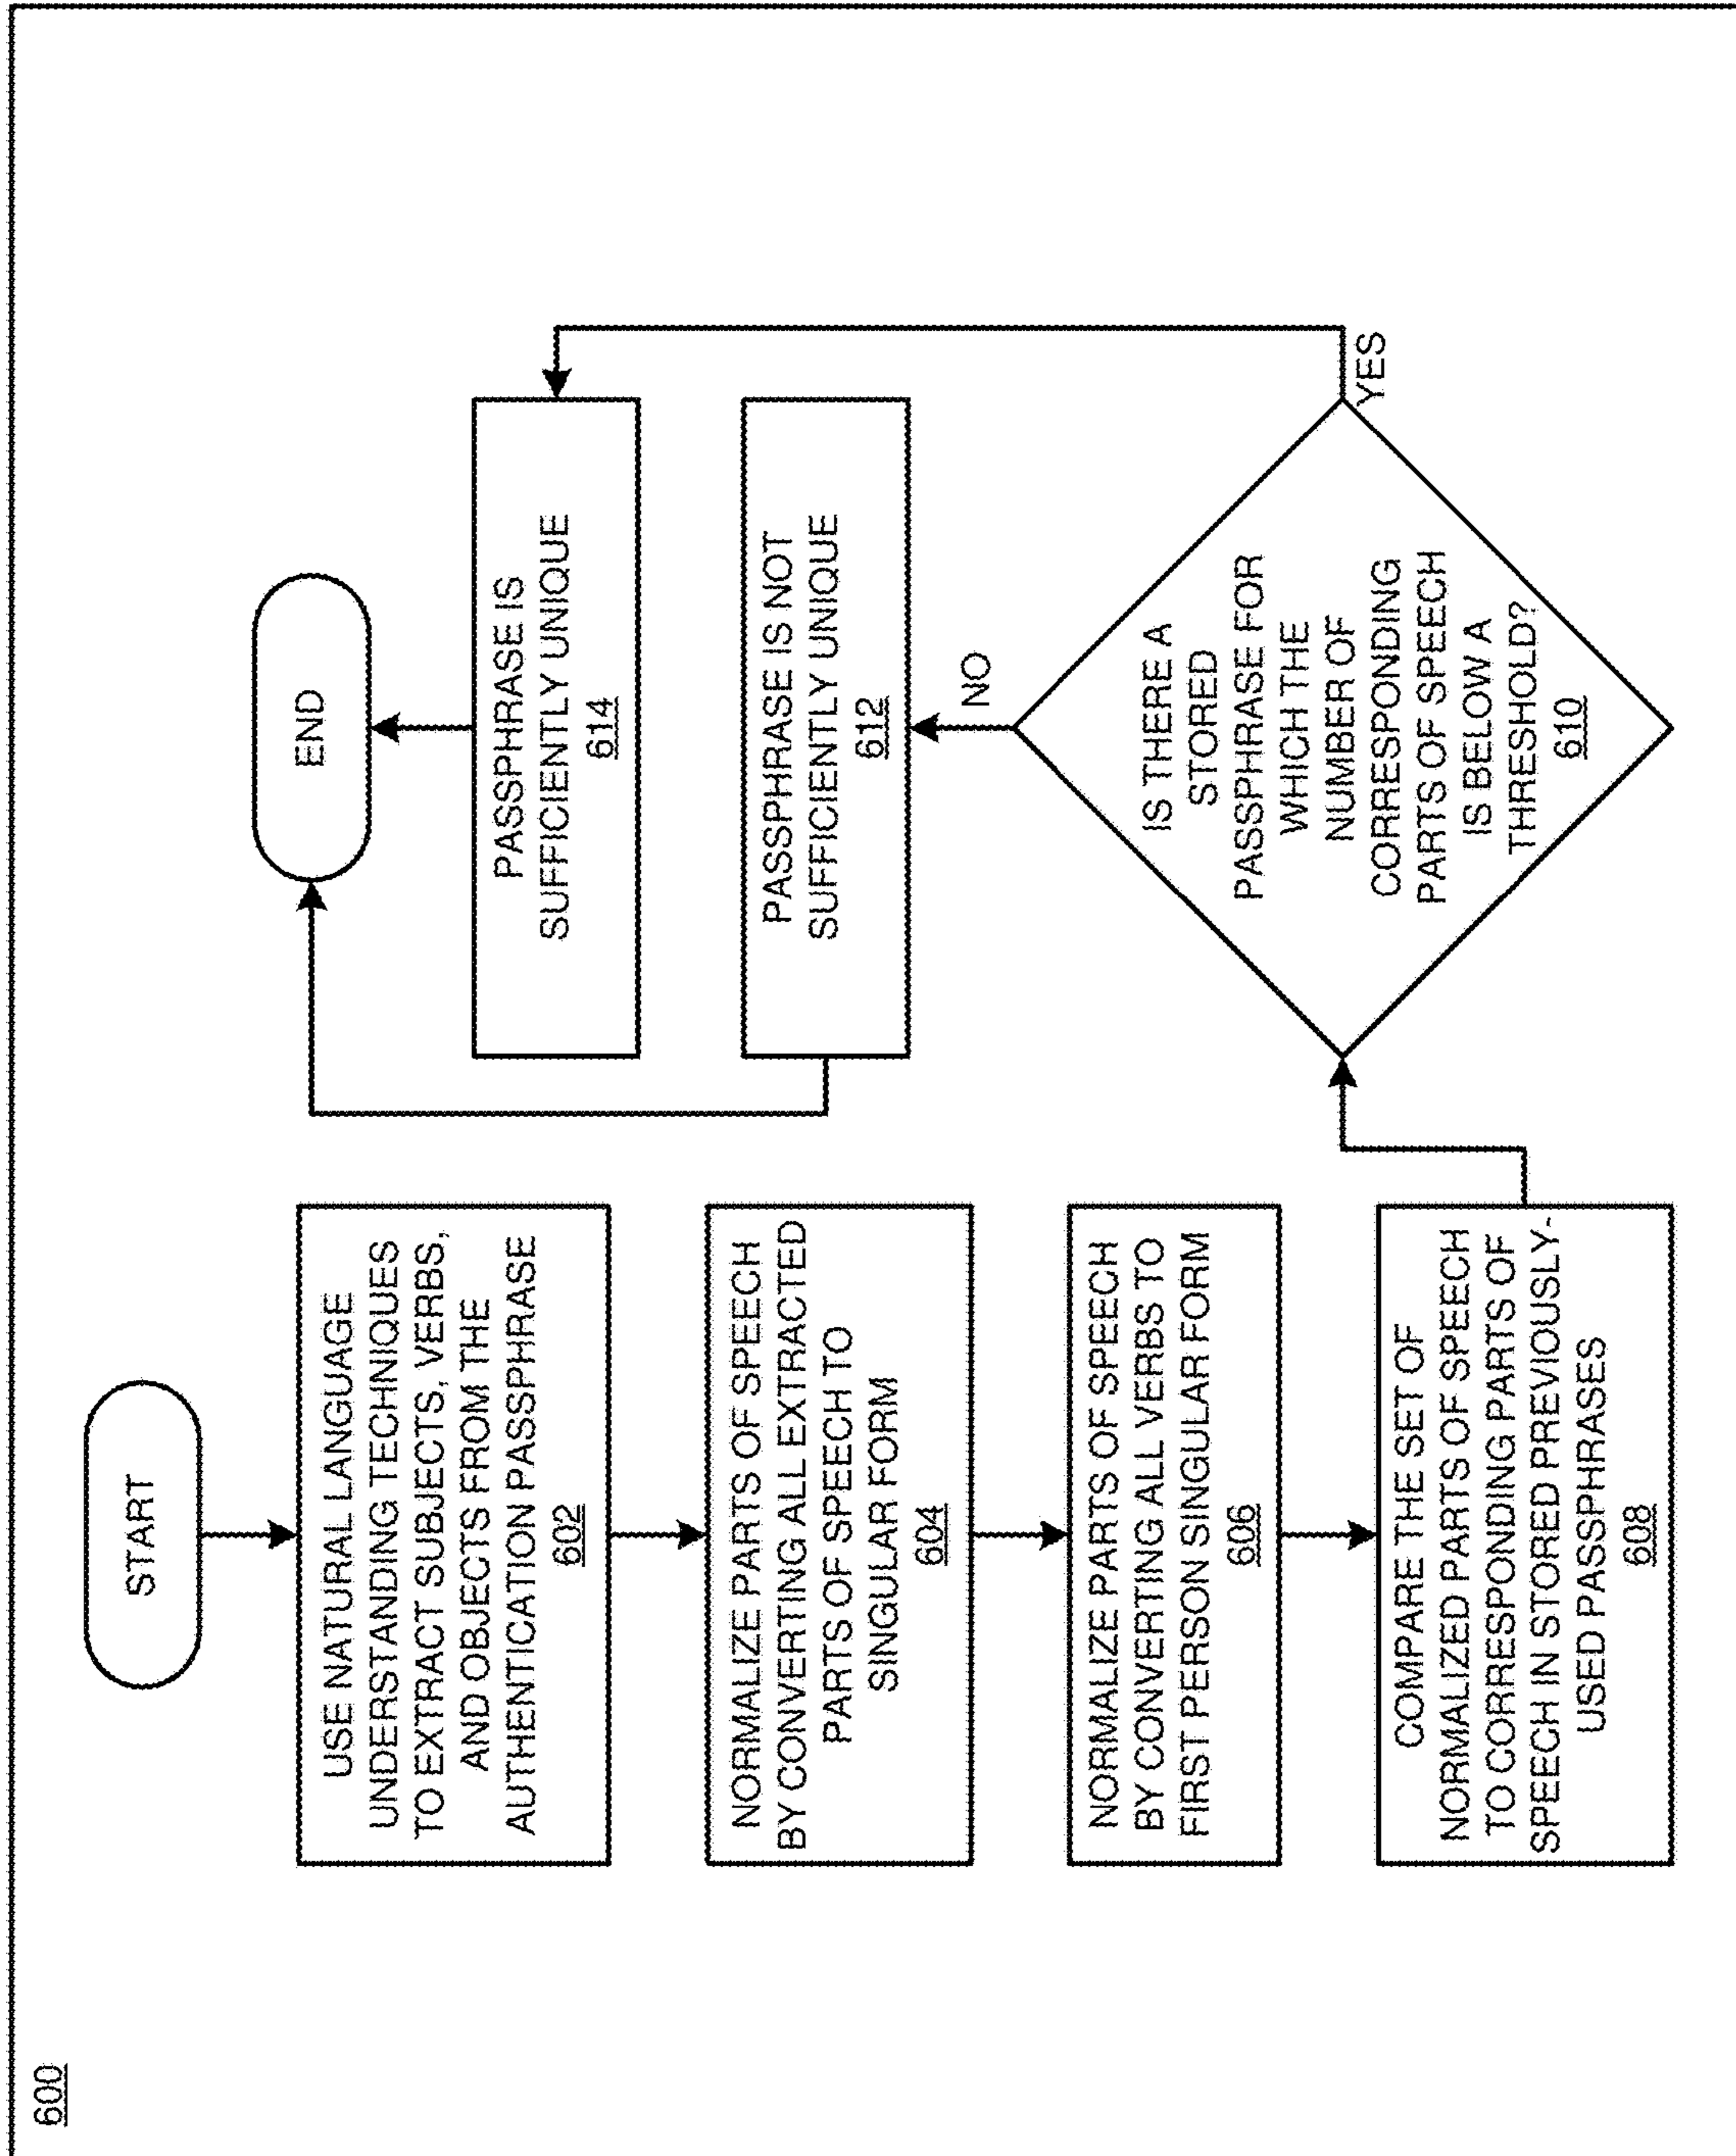 600
START
USE NATURAL LANGUAGE
UNDERSTANDING TECHNIQUES
TO EXTRACT SUBJECTS, VERBS,
AND OBJECTS FROM THE
AUTHENTICATION PASSPHRASE
602
NORMALIZE PARTS OF SPEECH
BY CONVERTING ALL EXTRACTED
PARTS OF SPEECH TO
SINGULAR FORM
604
NORMALIZE PARTS OF SPEECH
BY CONVERTING ALL VERBS TO
FIRST PERSON SINGULAR FORM
606
COMPARE THE SET OF
NORMALIZED PARTS OF SPEECH
TO CORRESPONDING PARTS OF
SPEECH IN STORED PREVIOUSLY-
USED PASSPHRASES
608
IS THERE A
STORED
PASSPHRASE FOR
WHICH THE
NUMBER OF
CORRESPONDING
PARTS OF SPEECH
IS BELOW A
THRESHOLD?
610
NO
YES
PASSPHRASE IS NOT
SUFFICIENTLY UNIQUE
612
PASSPHRASE IS
SUFFICIENTLY UNIQUE
614
END